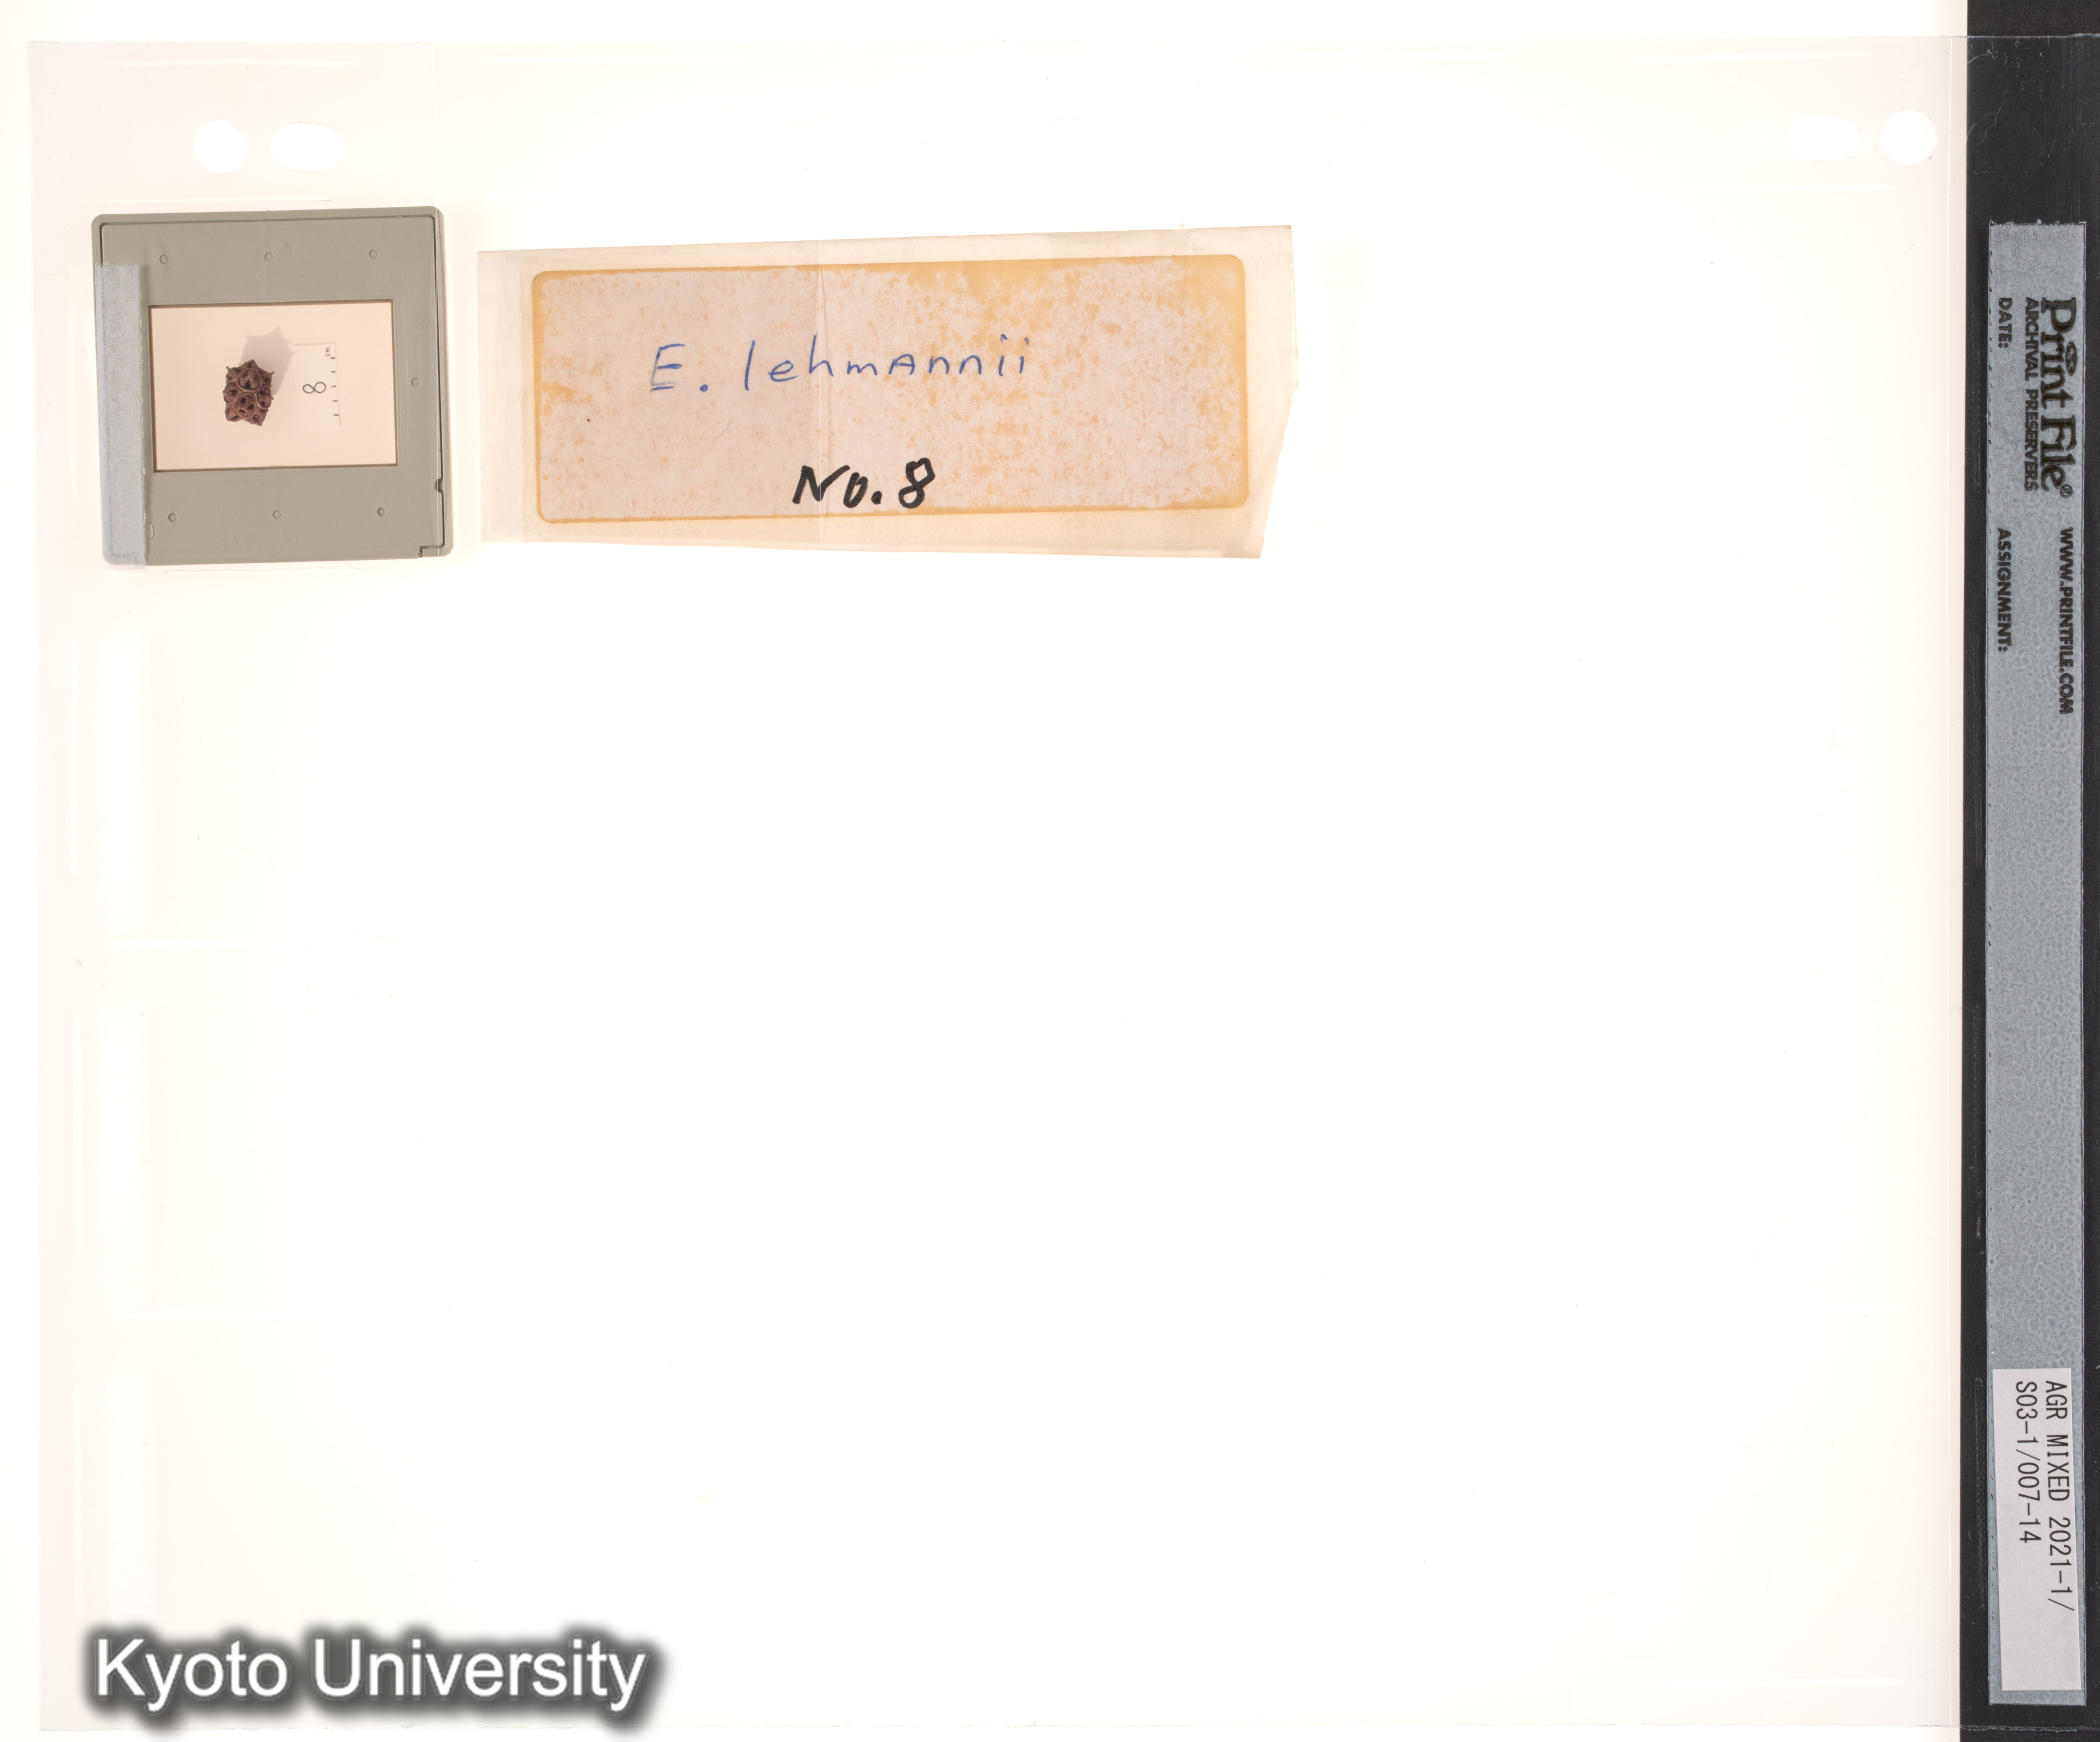 E. lehmannii
No. 8
8
Print File®
ARCHIVAL PRESERVERS
DATE:
WWW.PRINTFILE.COM
ASSIGNMENT:
AGR MIXED 2021-1/
S03-1/007-14
Kyoto University